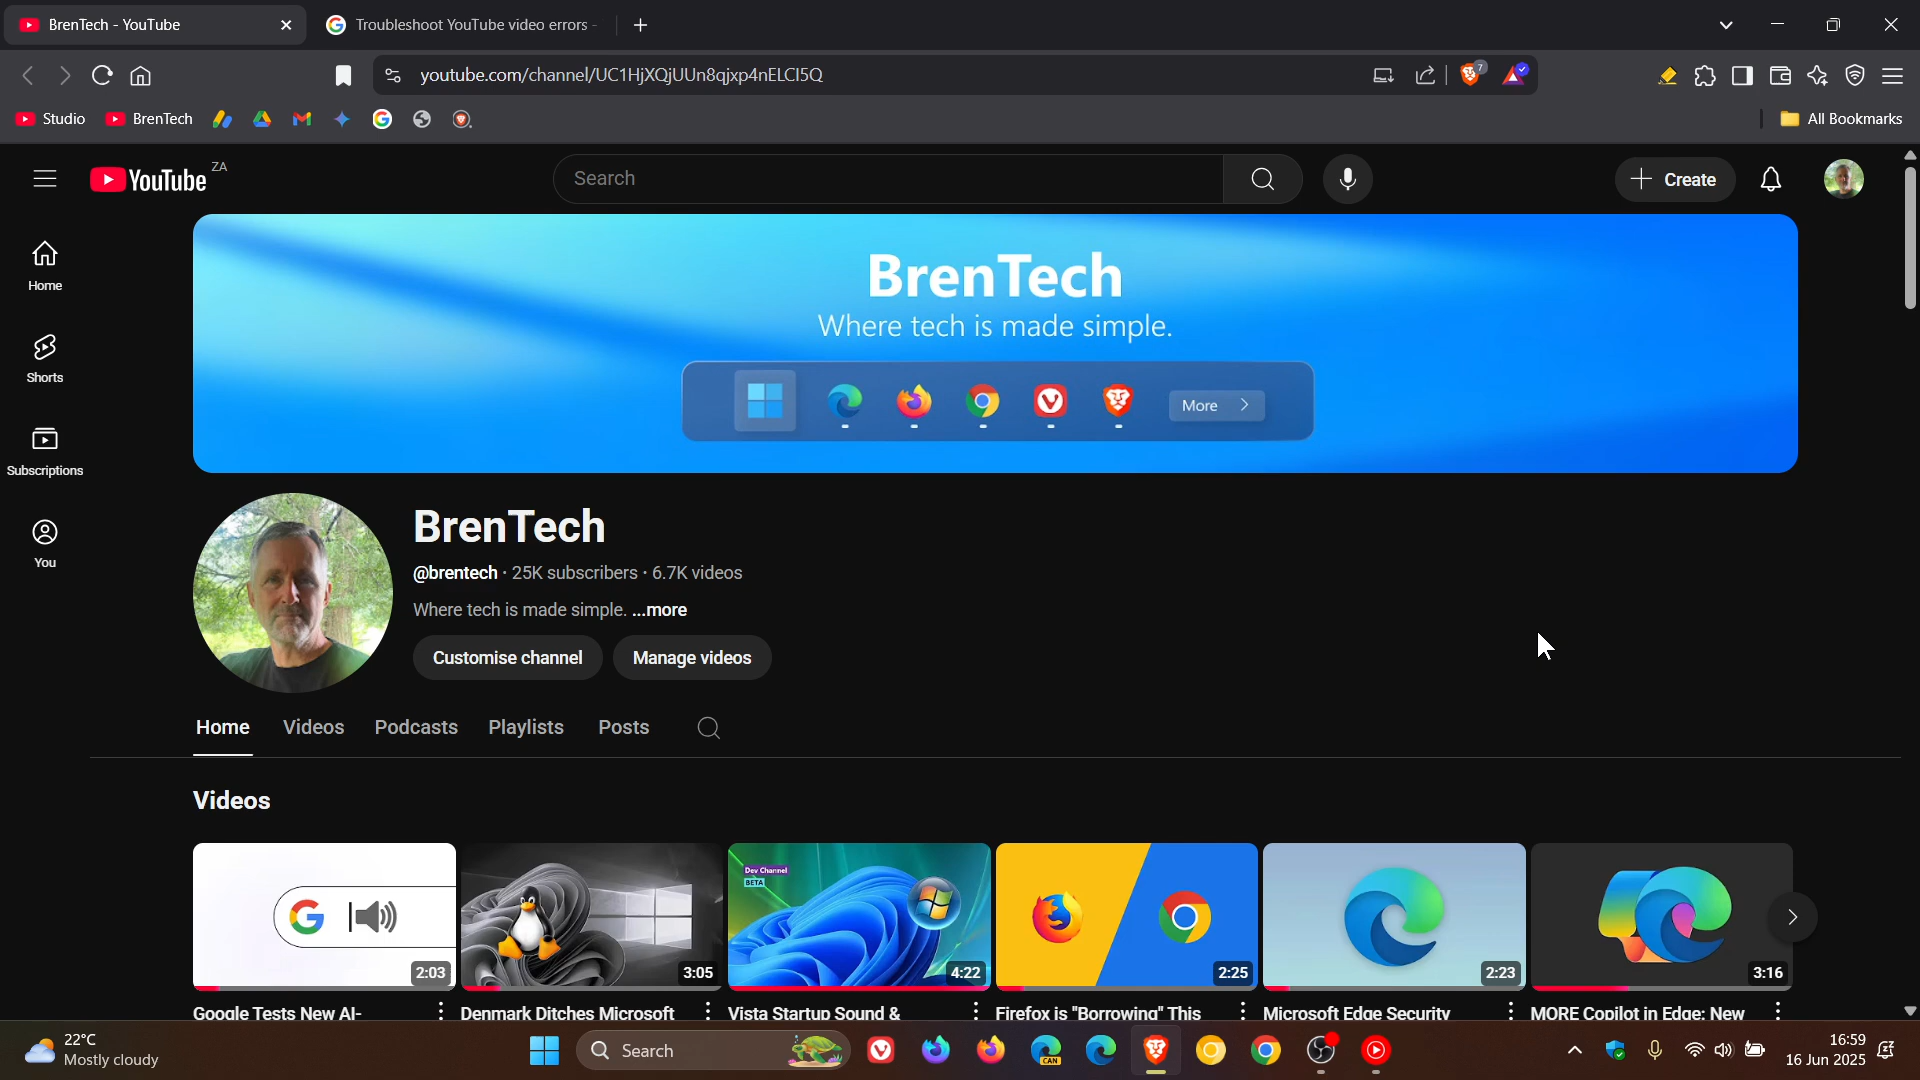 BrenTech - YouTube
Troubleshoot YouTube video errors -
youtube.com/channel/UC1HjXQjUUn8qjxp4nELCI5Q
7
Studio
BrenTech
All Bookmarks
YouTube ZA
Search
Create
Home
Shorts
Subscriptions
You
BrenTech
Where tech is made simple.
More
BrenTech
@brentech · 25K subscribers · 6.7K videos
Where tech is made simple. ...more
Customise channel
Manage videos
Home
Videos
Podcasts
Playlists
Posts
Videos
2:03
3:05
Dev Channel
BETA
4:22
2:25
2:23
3:16
Google Tests New AI-
Denmark Ditches Microsoft
Vista Startup Sound &
Firefox is "Borrowing" This
Microsoft Edge Security
MORE Copilot in Edge: New
22°C
Mostly cloudy
Search
CAN
16:59
16 Jun 2025